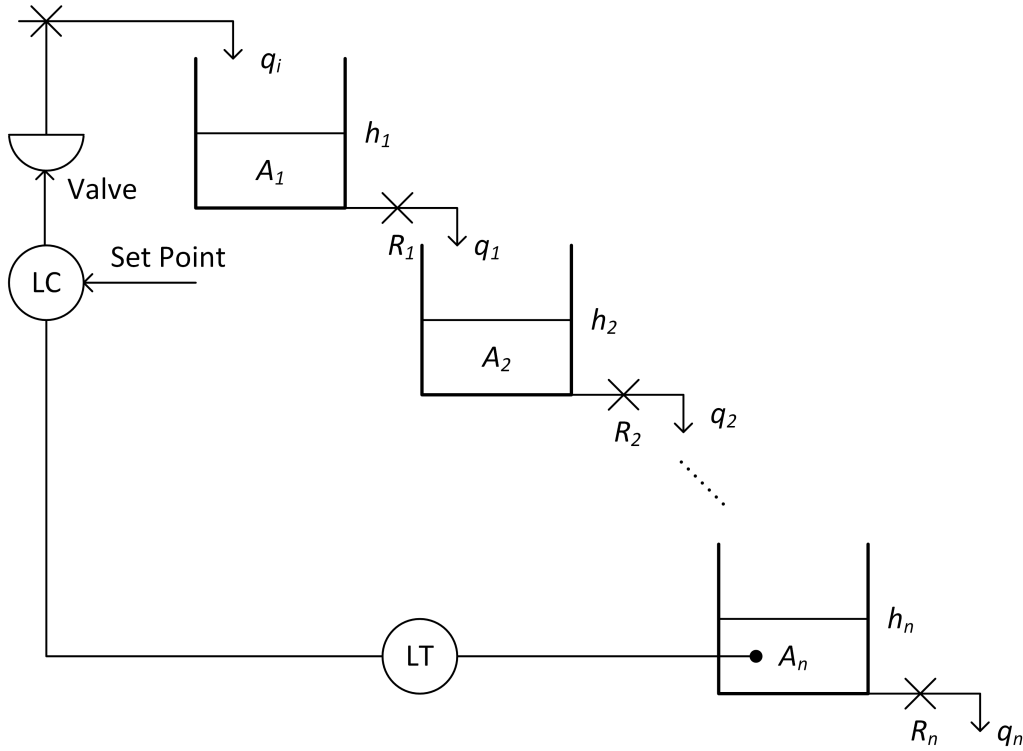 qi
h1
A1
Valve
R1
q1
Set Point
LC
h2
A2
R2
q2
hn
LT
An
Rn
qn